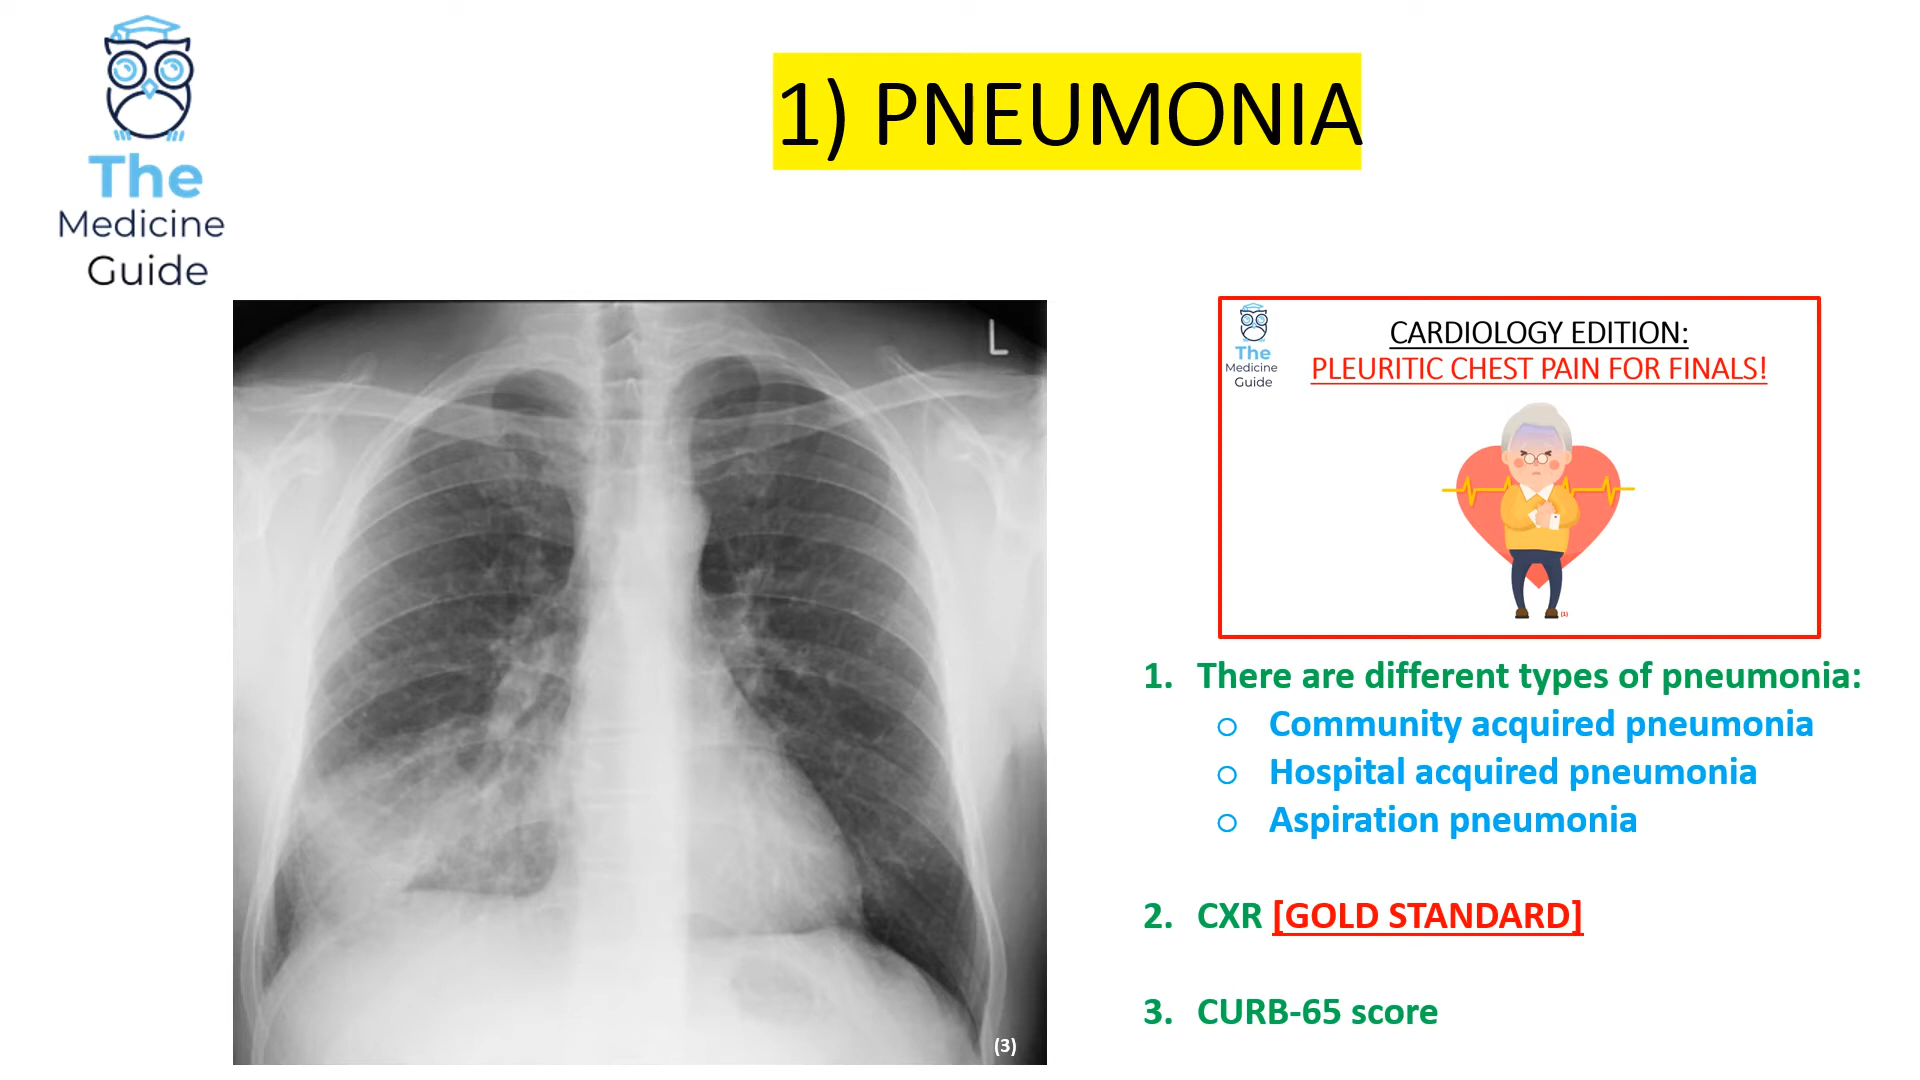 The
Medicine
Guide
1) PNEUMONIA
L
(3)
The
Medicine
Guide
CARDIOLOGY EDITION:
PLEURITIC CHEST PAIN FOR FINALS!
(1)
1. There are different types of pneumonia:
o Community acquired pneumonia
o Hospital acquired pneumonia
o Aspiration pneumonia
2. CXR [GOLD STANDARD]
3. CURB-65 score